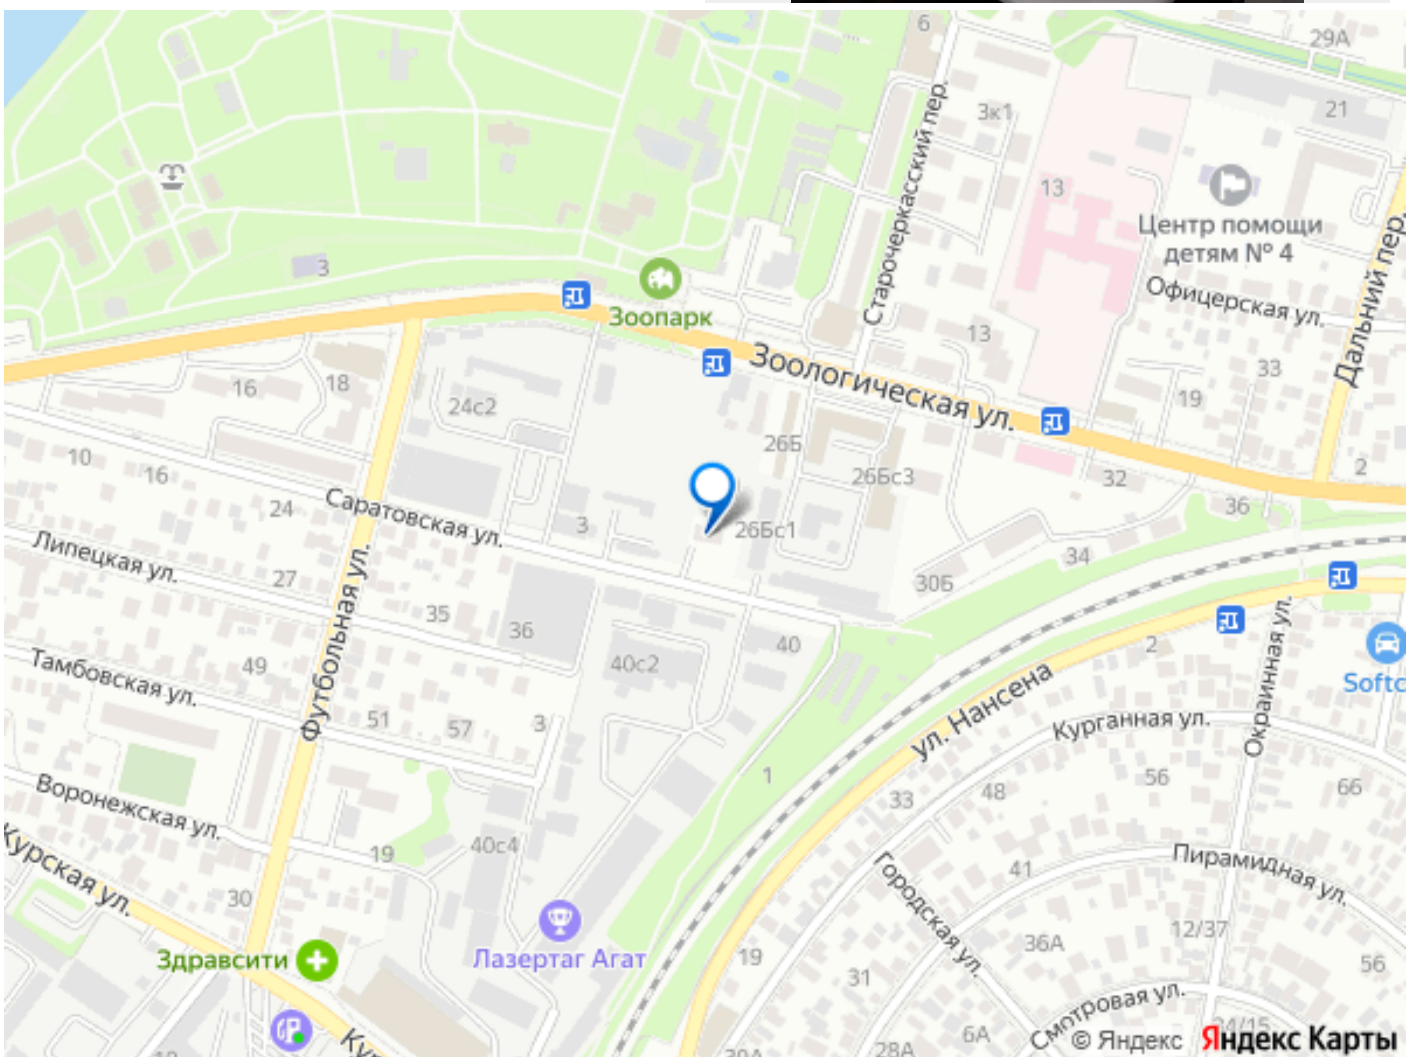 6
29А
3к1
21
13
Старочеркасский пер.
Центр помощи
детям № 4
3
Офицерская ул.
Дальний пер.
Зоопарк
13
Зоологическая ул.
33
16
18
19
24с2
26Б
26Бс3
2
32
10
16
36
Саратовская ул.
24
3
26Бс1
Липецкая ул.
34
27
30Б
Футбольная ул.
35
36
40
2
Окраинная ул.
40с2
49
Тамбовская ул.
Softc
ул. Нансена
51
57
3
Курганная ул.
1
56
66
48
33
Воронежская ул.
Курская ул.
19
40с4
41
Пирамидная ул.
Городская ул.
30
12/37
36А
Здравсити
Лазертаг Агат
19
31
56
Смотровая ул.
6А
28А
30А
34/15
Ку
© Яндекс Яндекс Карты